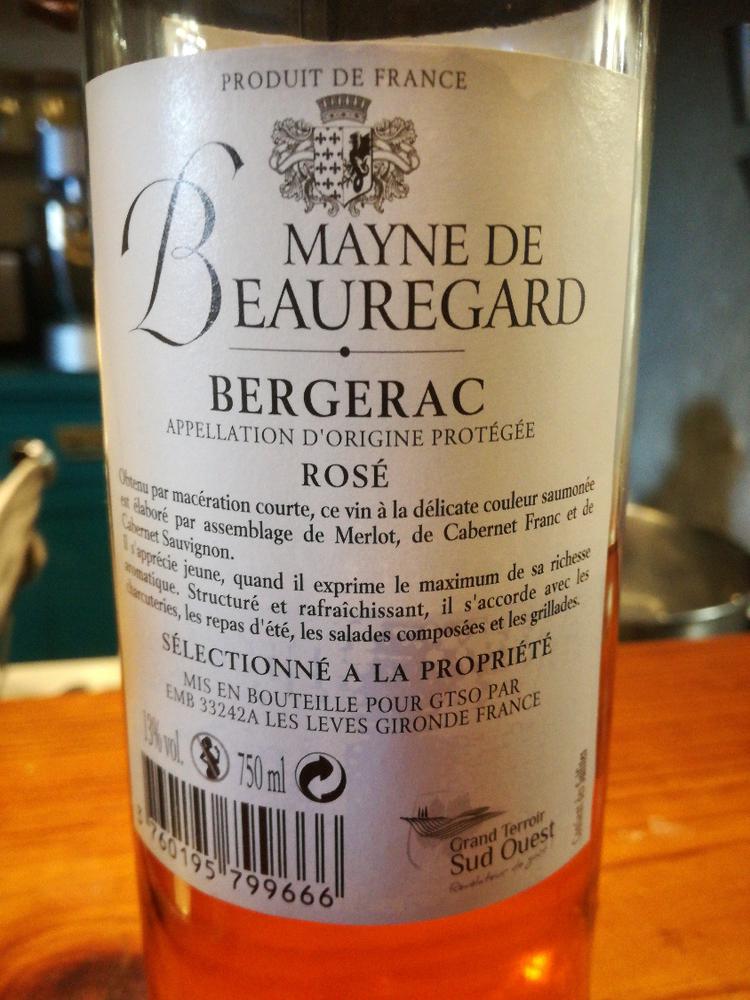 PRODUIT DE FRANCE
MAYNE DE
BEAUREGARD
BERGERAC
APPELLATION D'ORIGINE PROTÉGÉE
ROSÉ
Obtenu par macération courte, ce vin à la délicate couleur saumonée
est élaboré par assemblage de Merlot, de Cabernet Franc et de
Cabernet Sauvignon.
Il s'apprécie jeune, quand il exprime le maximum de sa richesse
aromatique. Structuré et rafraîchissant, il s'accorde avec les
charcuteries, les repas d'été, les salades composées et les grillades.
SÉLECTIONNÉ A LA PROPRIÉTÉ
MIS EN BOUTEILLE POUR GTSO PAR
EMB 33242A LES LEVES GIRONDE FRANCE
13% vol. 750 ml
3 760195 799666
Grand Terroir
Sud Ouest
Contient des Sulfites